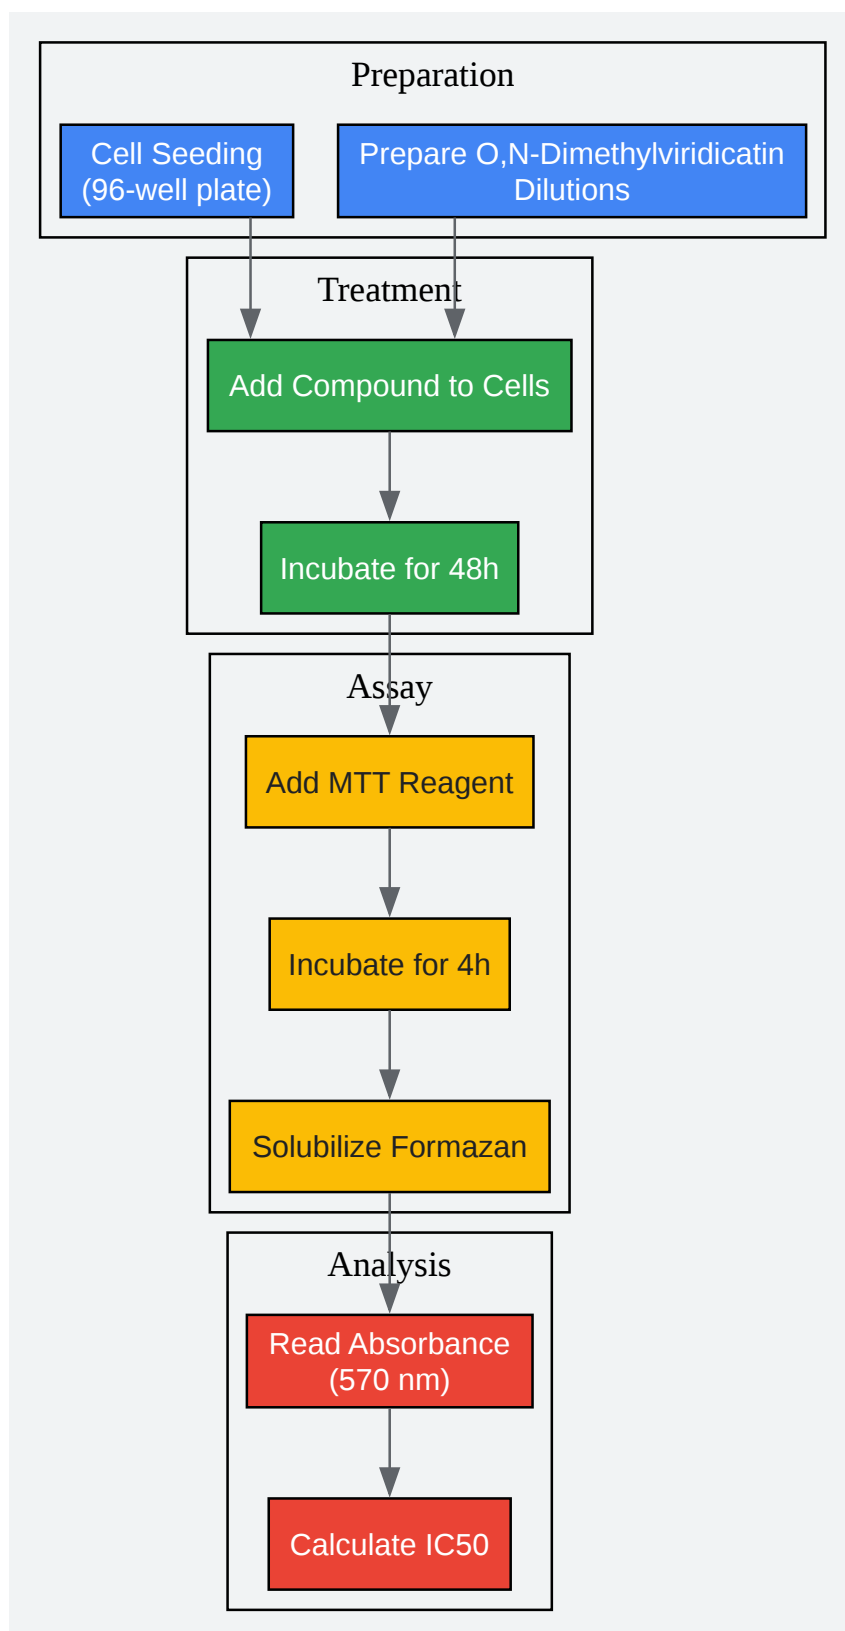 Preparation
Cell Seeding
(96-well plate)
Prepare O,N-Dimethylviridicatin
Dilutions
Treatment
Add Compound to Cells
Incubate for 48h
Assay
Add MTT Reagent
Incubate for 4h
Solubilize Formazan
Analysis
Read Absorbance
(570 nm)
Calculate IC50